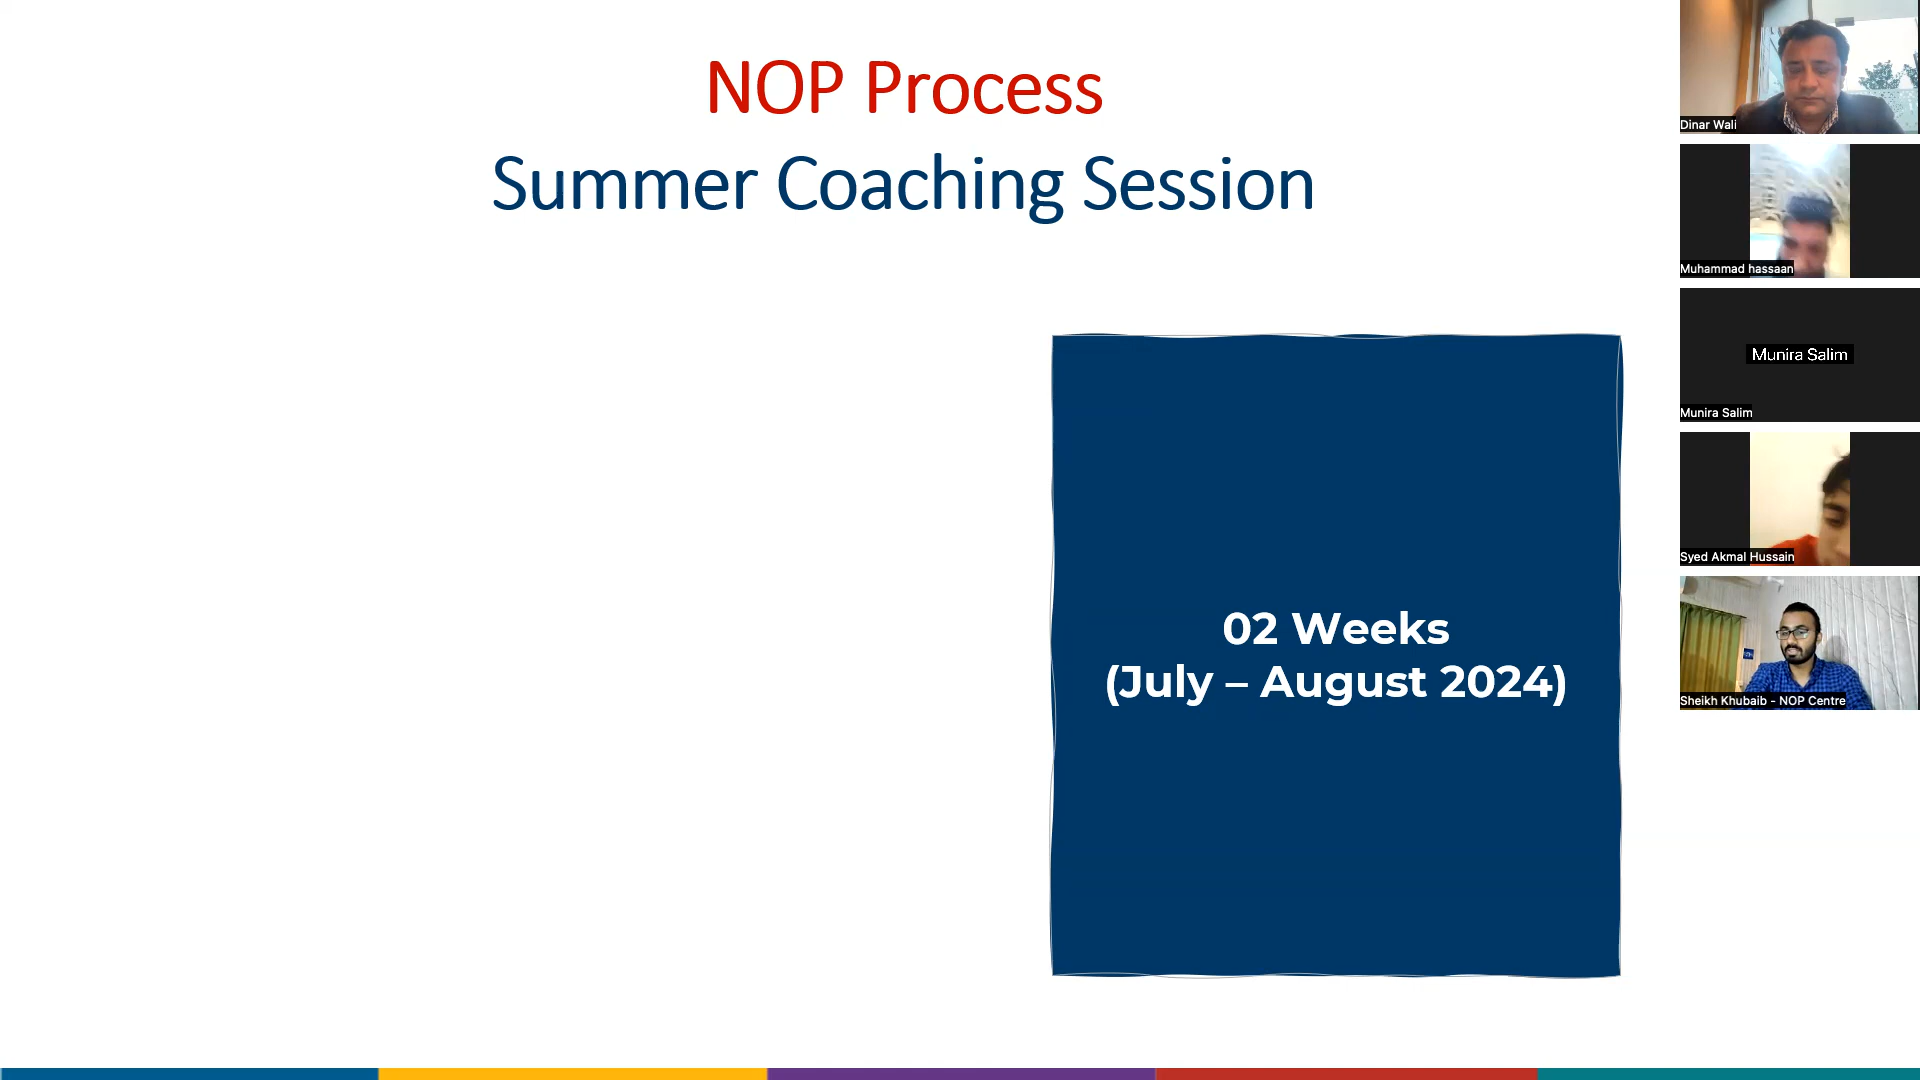 NOP Process
Summer Coaching Session
02 Weeks
(July – August 2024)
Dinar Wali
Muhammad hassaan
Munira Salim
Munira Salim
Syed Akmal Hussain
Sheikh Khubaib - NOP Centre